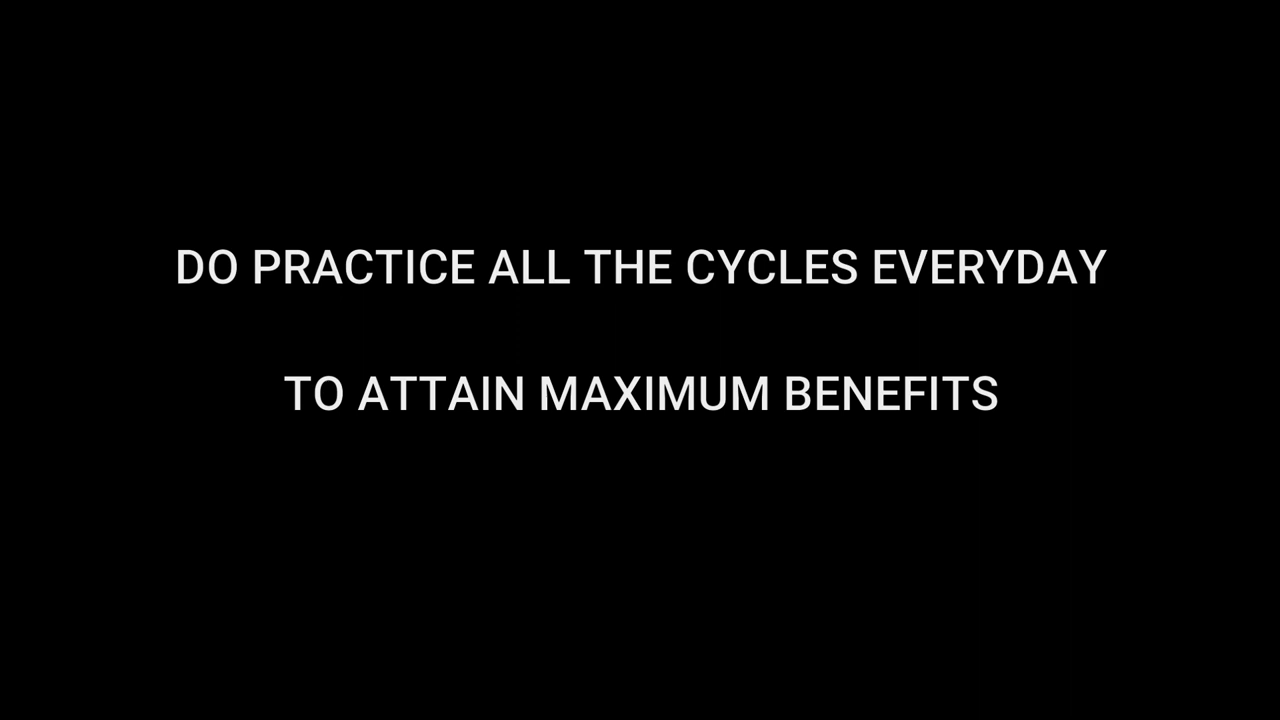 DO PRACTICE ALL THE CYCLES EVERYDAY
TO ATTAIN MAXIMUM BENEFITS